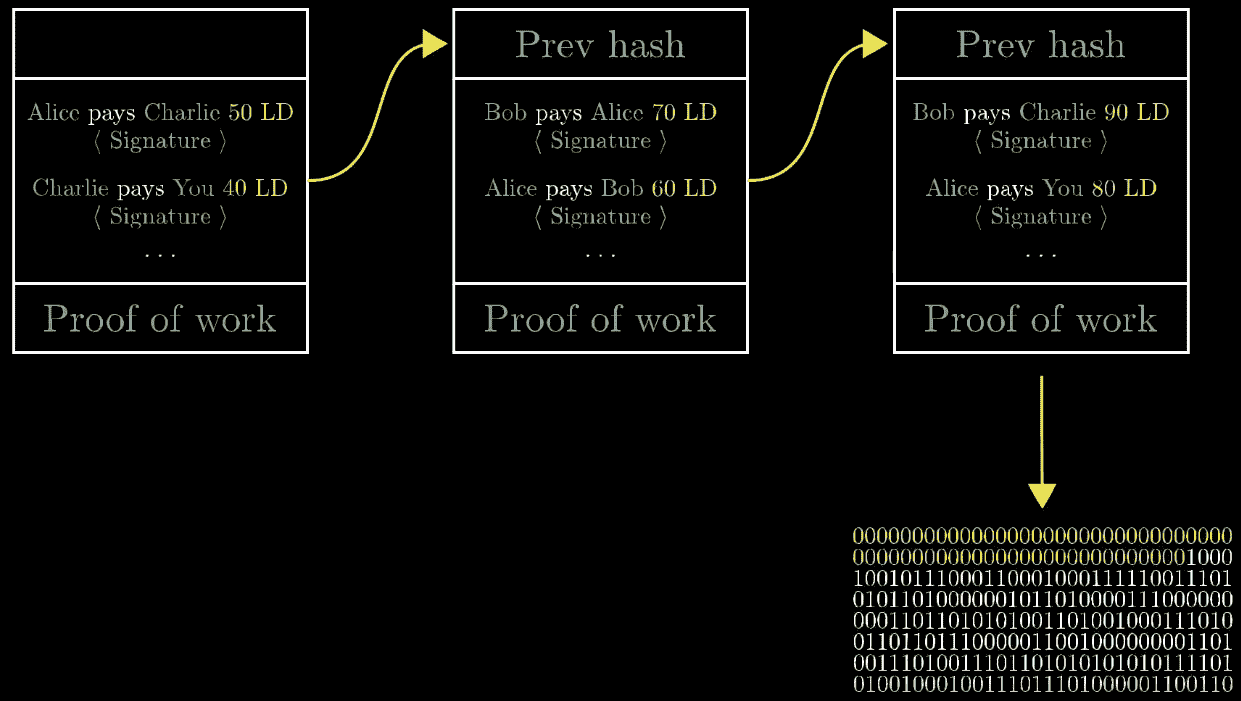 Alice pays Charlie 50 LD
⟨ Signature ⟩
Charlie pays You 40 LD
⟨ Signature ⟩
...
Proof of work
Prev hash
Bob pays Alice 70 LD
⟨ Signature ⟩
Alice pays Bob 60 LD
⟨ Signature ⟩
...
Proof of work
Prev hash
Bob pays Charlie 90 LD
⟨ Signature ⟩
Alice pays You 80 LD
⟨ Signature ⟩
...
Proof of work
00000000000000000000000000000000
00000000000000000000000000001000
10010111000110001000111110011101
01011010000001011010000111000000
00011011010101001101001000111010
01101101110000011001000000001101
00111010011101101010101010111101
01001000100111011101000001100110